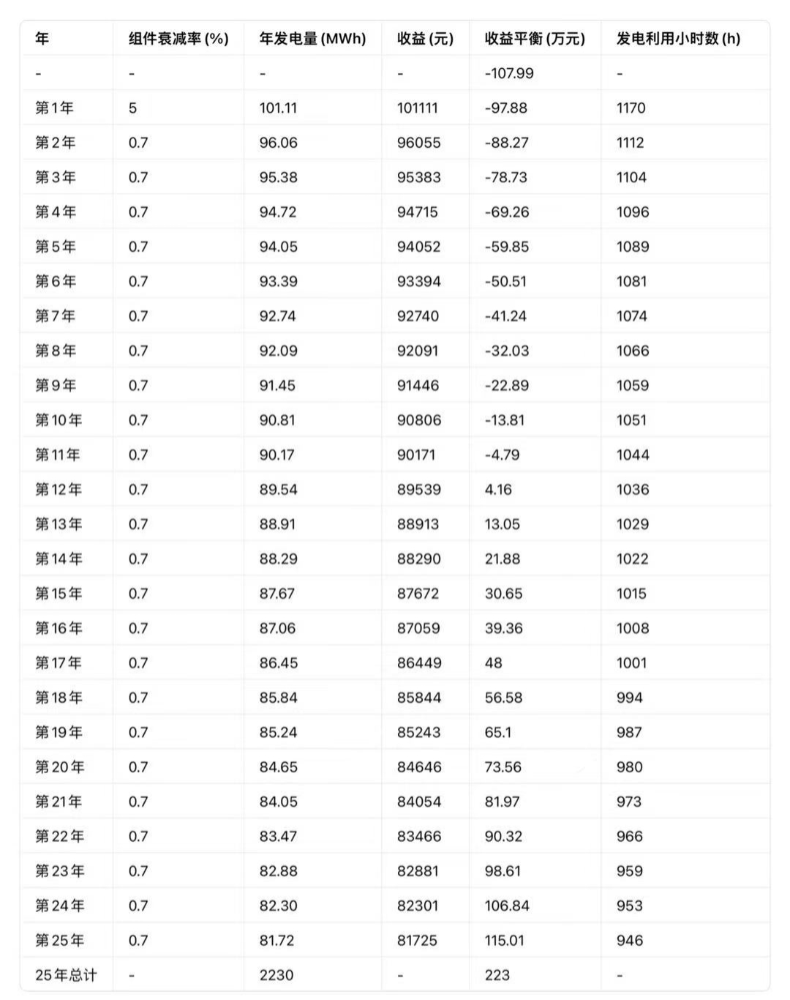 年 组件衰减率 (%) 年发电量 (MWh) 收益 (元) 收益平衡 (万元) 发电利用小时数 (h)
- - - - -107.99 -
第1年 5 101.11 101111 -97.88 1170
第2年 0.7 96.06 96055 -88.27 1112
第3年 0.7 95.38 95383 -78.73 1104
第4年 0.7 94.72 94715 -69.26 1096
第5年 0.7 94.05 94052 -59.85 1089
第6年 0.7 93.39 93394 -50.51 1081
第7年 0.7 92.74 92740 -41.24 1074
第8年 0.7 92.09 92091 -32.03 1066
第9年 0.7 91.45 91446 -22.89 1059
第10年 0.7 90.81 90806 -13.81 1051
第11年 0.7 90.17 90171 -4.79 1044
第12年 0.7 89.54 89539 4.16 1036
第13年 0.7 88.91 88913 13.05 1029
第14年 0.7 88.29 88290 21.88 1022
第15年 0.7 87.67 87672 30.65 1015
第16年 0.7 87.06 87059 39.36 1008
第17年 0.7 86.45 86449 48 1001
第18年 0.7 85.84 85844 56.58 994
第19年 0.7 85.24 85243 65.1 987
第20年 0.7 84.65 84646 73.56 980
第21年 0.7 84.05 84054 81.97 973
第22年 0.7 83.47 83466 90.32 966
第23年 0.7 82.88 82881 98.61 959
第24年 0.7 82.30 82301 106.84 953
第25年 0.7 81.72 81725 115.01 946
25年总计 - 2230 - 223 -